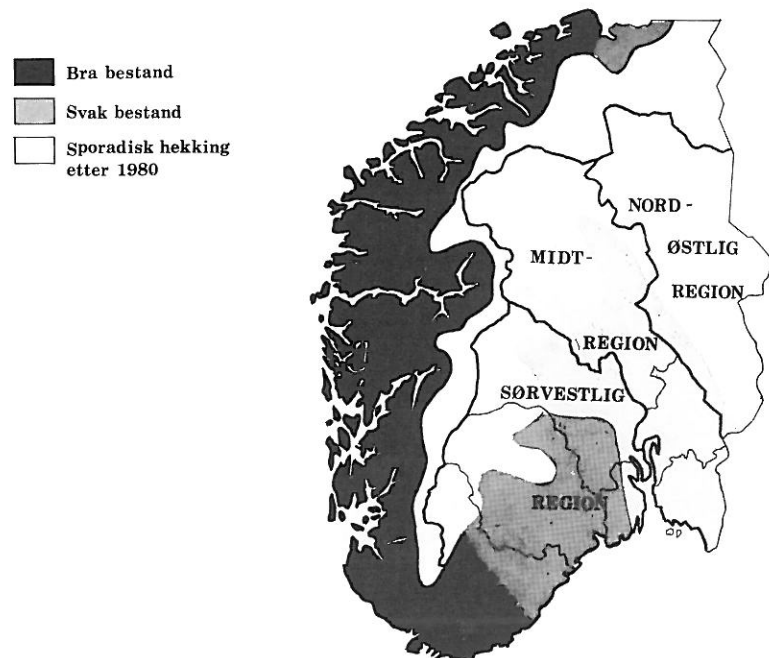 Bra bestand
Svak bestand
Sporadisk hekking
etter 1980
NORD-
ØSTLIG
REGION
MIDT-
REGION
SØRVESTLIG
REGION